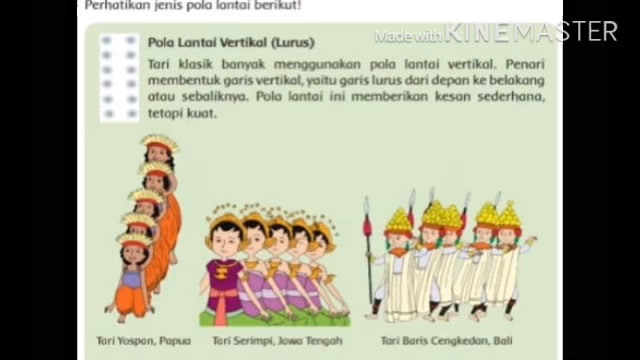 Perhatikan jenis pola lantai berikut!
Made with KINEMASTER
Pola Lantai Vertikal (Lurus)
Tari klasik banyak menggunakan pola lantai vertikal. Penari
membentuk garis vertikal, yaitu garis lurus dari depan ke belakang
atau sebaliknya. Pola lantai ini memberikan kesan sederhana,
tetapi kuat.
Tari Yospan, Papua
Tari Serimpi, Jawa Tengah
Tari Baris Cengkedan, Bali